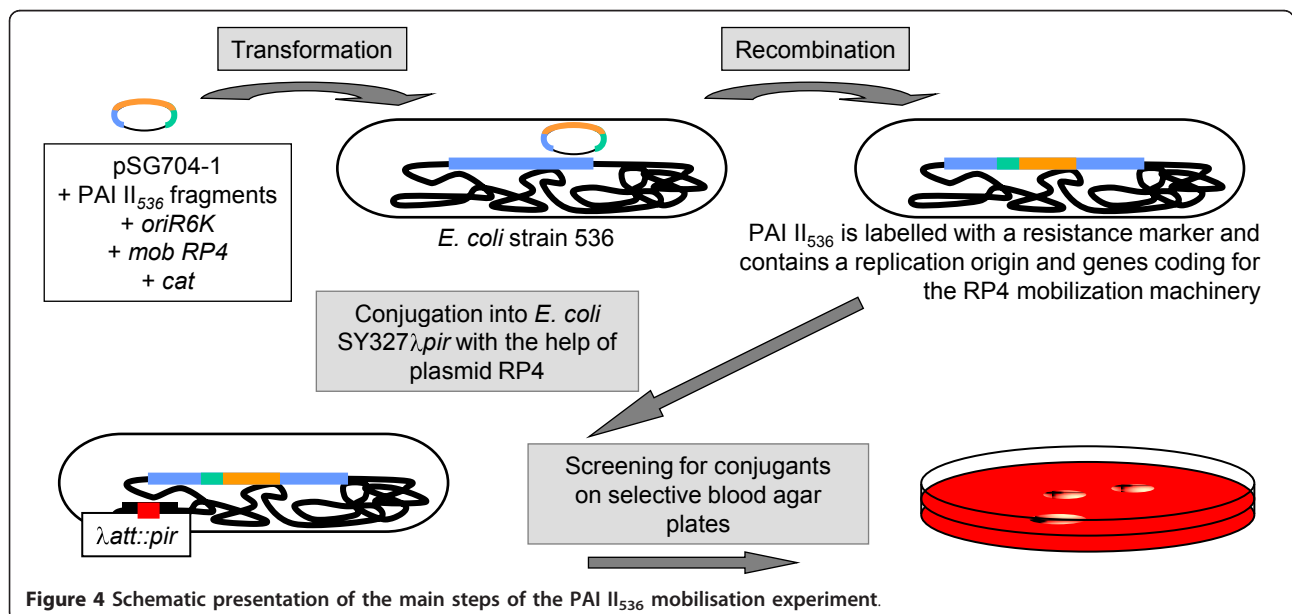 Transformation
Recombination
pSG704-1
+ PAI II536 fragments
+ oriR6K
+ mob RP4
+ cat
E. coli strain 536
PAI II536 is labelled with a resistance marker and
contains a replication origin and genes coding for
the RP4 mobilization machinery
Conjugation into E. coli
SY327λpir with the help of
plasmid RP4
λatt::pir
Screening for conjugants
on selective blood agar
plates
Figure 4 Schematic presentation of the main steps of the PAI II536 mobilisation experiment.